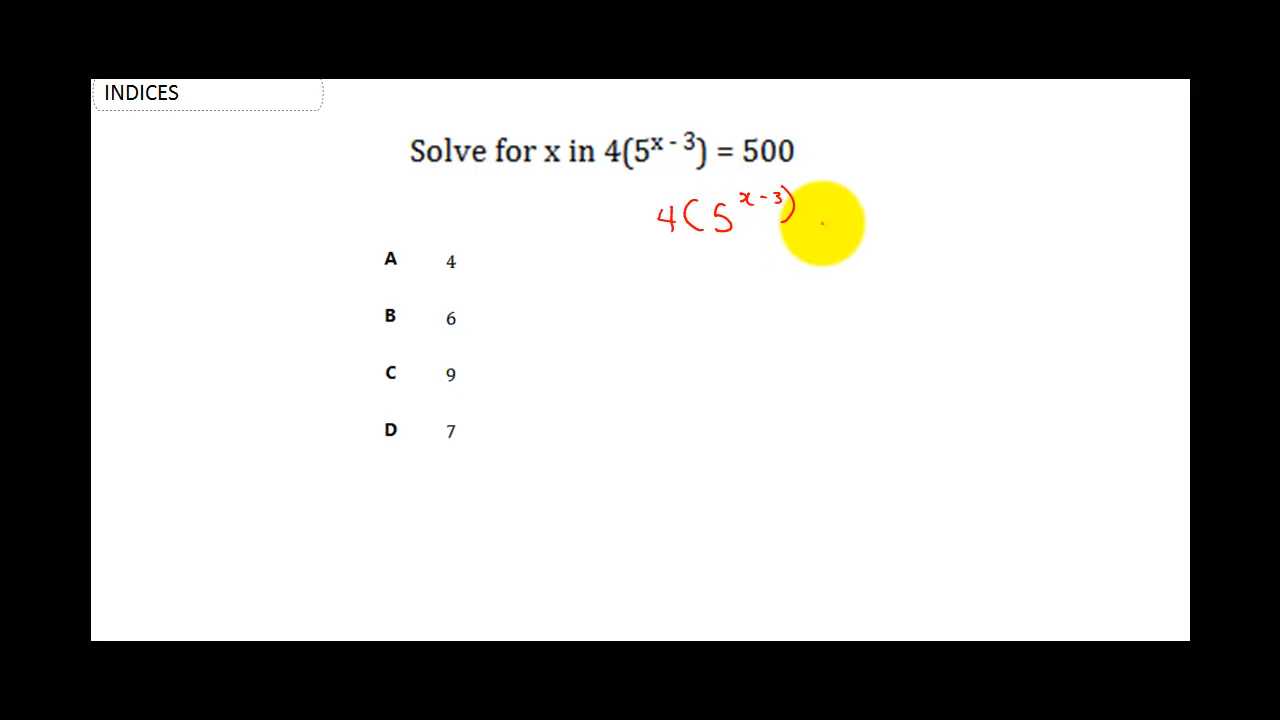 INDICES
Solve for x in 4(5^{x - 3}) = 500
4(5^{x-3})
A 4
B 6
C 9
D 7